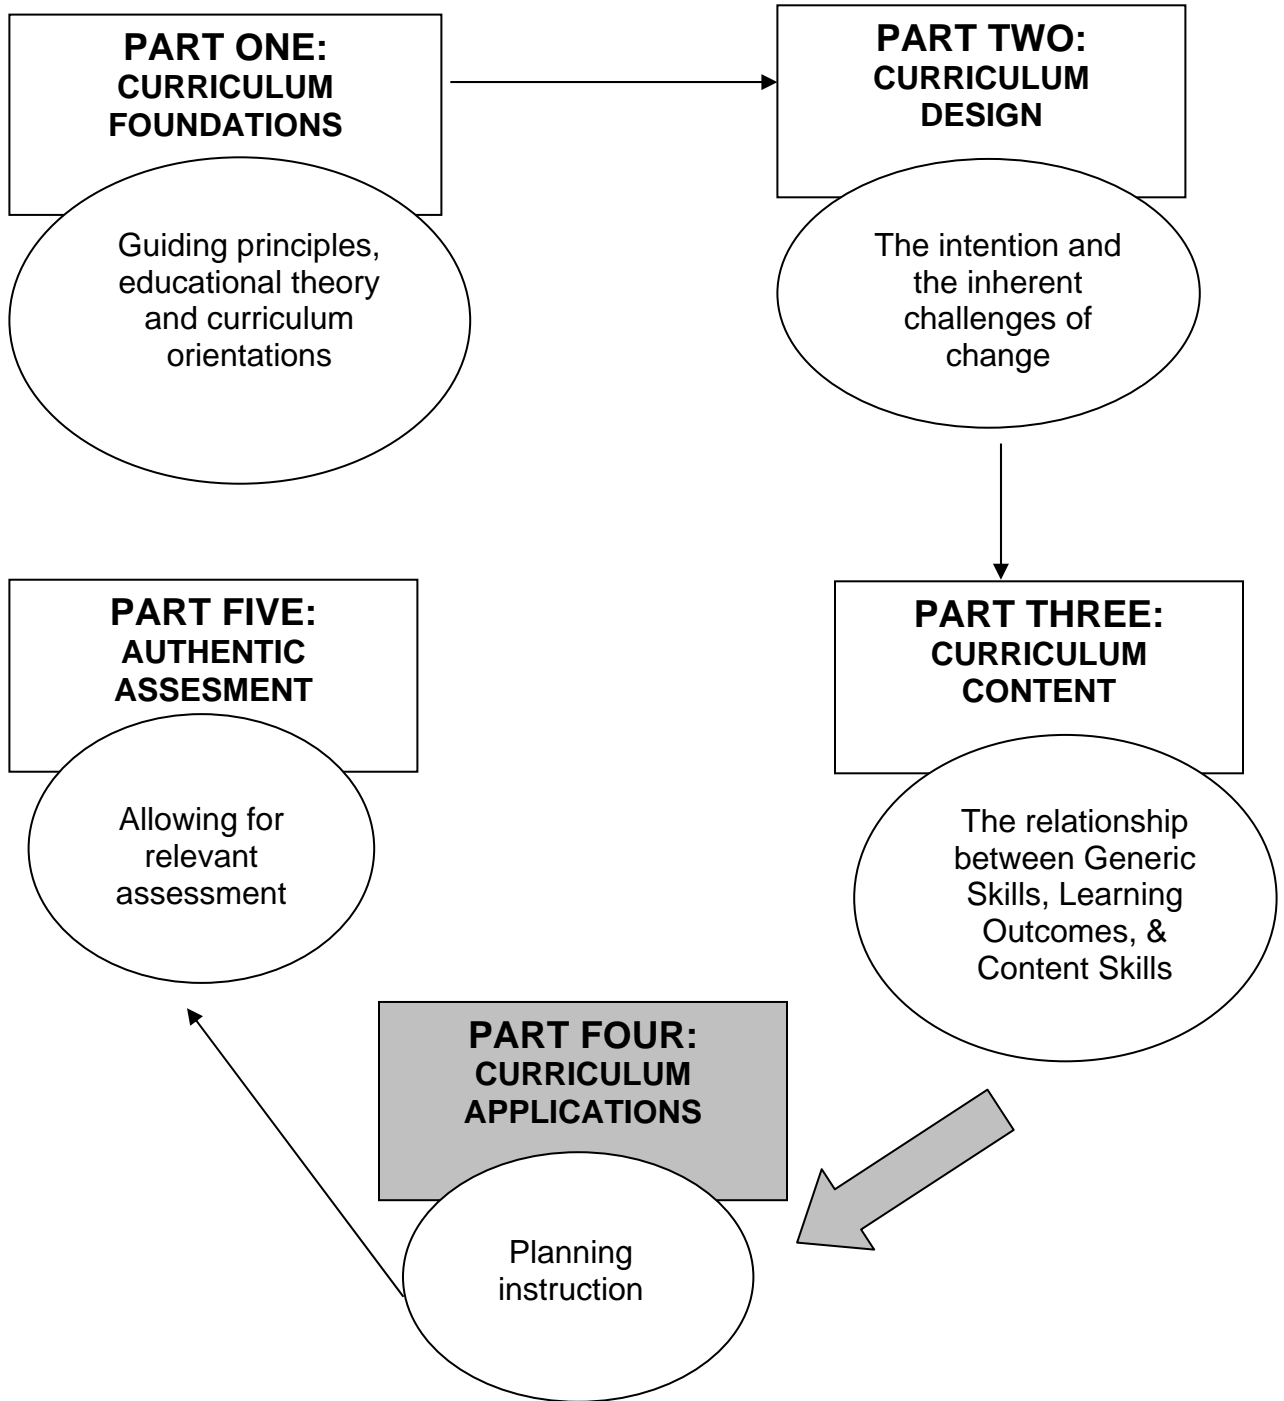 PART ONE:
CURRICULUM
FOUNDATIONS
Guiding principles,
educational theory
and curriculum
orientations
PART TWO:
CURRICULUM
DESIGN
The intention and
the inherent
challenges of
change
PART THREE:
CURRICULUM
CONTENT
The relationship
between Generic
Skills, Learning
Outcomes, &
Content Skills
PART FOUR:
CURRICULUM
APPLICATIONS
Planning
instruction
PART FIVE:
AUTHENTIC
ASSESMENT
Allowing for
relevant
assessment